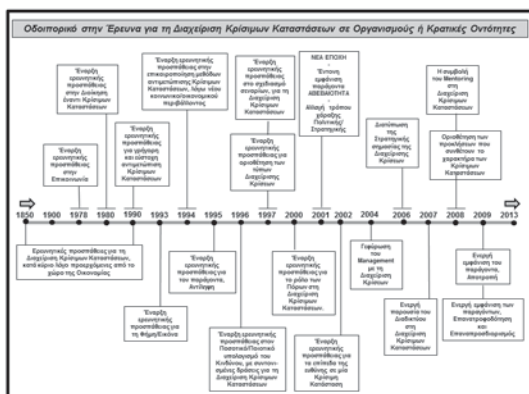 Οδοιπορικό στην Έρευνα για τη Διαχείριση Κρίσιμων Καταστάσεων σε Οργανισμούς ή Κρατικές Οντότητες
Έναρξη
ερευνητικής
προσπάθειας
στην Διοίκηση
έναντι Κρίσιμων
Καταστάσεων
Έναρξη ερευνητικής
προσπάθειας στην
επικαιροποίηση μεθόδων
αντιμετώπισης Κρίσιμων
Καταστάσεων, λόγω νέου
κοινωνικο/οικονομικού
περιβάλλοντος
Έναρξη
ερευνητικής
προσπάθειας
στο σχεδιασμό
σεναρίων, για τη
Διαχείριση
Κρίσιμων
Καταστάσεων
ΝΕΑ ΕΠΟΧΗ
-
Έντονη
εμφάνιση
παράγοντα
ΑΒΕΒΑΙΟΤΗΤΑ
-
Αλλαγή τρόπου
χάραξης
Πολιτικής/
Στρατηγικής
Η συμβολή
του Mentoring
στη
Διαχείριση
Κρίσιμων
Καταστάσεων
Έναρξη
ερευνητικής
προσπάθειας
στην
Επικοινωνία
Έναρξη
ερευνητικής
προσπάθειας
για γρήγορη
και εύστοχη
αντιμετώπιση
Κρίσιμων
Καταστάσεων
Έναρξη
ερευνητικής
προσπάθειας για
οριοθέτηση των
τύπων
Διαχείρισης
Κρίσεων
Διατύπωση
της
Στρατηγικής
σημασίας της
Διαχείρισης
Κρίσεων
Οριοθέτηση των
προκλήσεων που
συνθέτουν το
χαρακτήρα των
Κρίσιμων
Καταστάσεων
1850 1900 1978 1980 1990 1993 1994 1995 1996 1997 2000 2001 2002 2004 2006 2007 2008 2009 2013
Ερευνητικές προσπάθειες για τη
Διαχείριση Κρίσιμων Καταστάσεων,
κατά κύριο λόγο προερχόμενες από το
χώρο της Οικονομίας
Έναρξη
ερευνητικής
προσπάθειας για
τη Φήμη/Εικόνα
Έναρξη
ερευνητικής
προσπάθειας για
τον παράγοντα,
Αντίληψη
Έναρξη ερευνητικής
προσπάθειας στον
Ποσοτικό/Ποιοτικό
υπολογισμό του
Κινδύνου, με συντονι-
σμένες δράσεις για
τη Διαχείριση Κρίσιμων
Καταστάσεων
Έναρξη
ερευνητικής
προσπάθειας για
το ρόλο των
Πόρων στη
Διαχείριση
Κρίσιμων
Καταστάσεων.
Έναρξη
ερευνητικής
προσπάθειας
για τα επίπεδα της
ευθύνης σε μία
Κρίσιμη
Κατάσταση
Γεφύρωση του
Management
με τη
Διαχείριση
Κρίσεων
Ενεργή
παρουσία του
Διαδικτύου
στη
Διαχείριση
Κρίσιμων
Καταστάσεων
Ενεργή
εμφάνιση του
παράγοντα,
Αποτροπή
Ενεργή εμφάνιση των
παραγόντων,
Επανατροφοδότηση
και
Επαναπροσδιορισμός